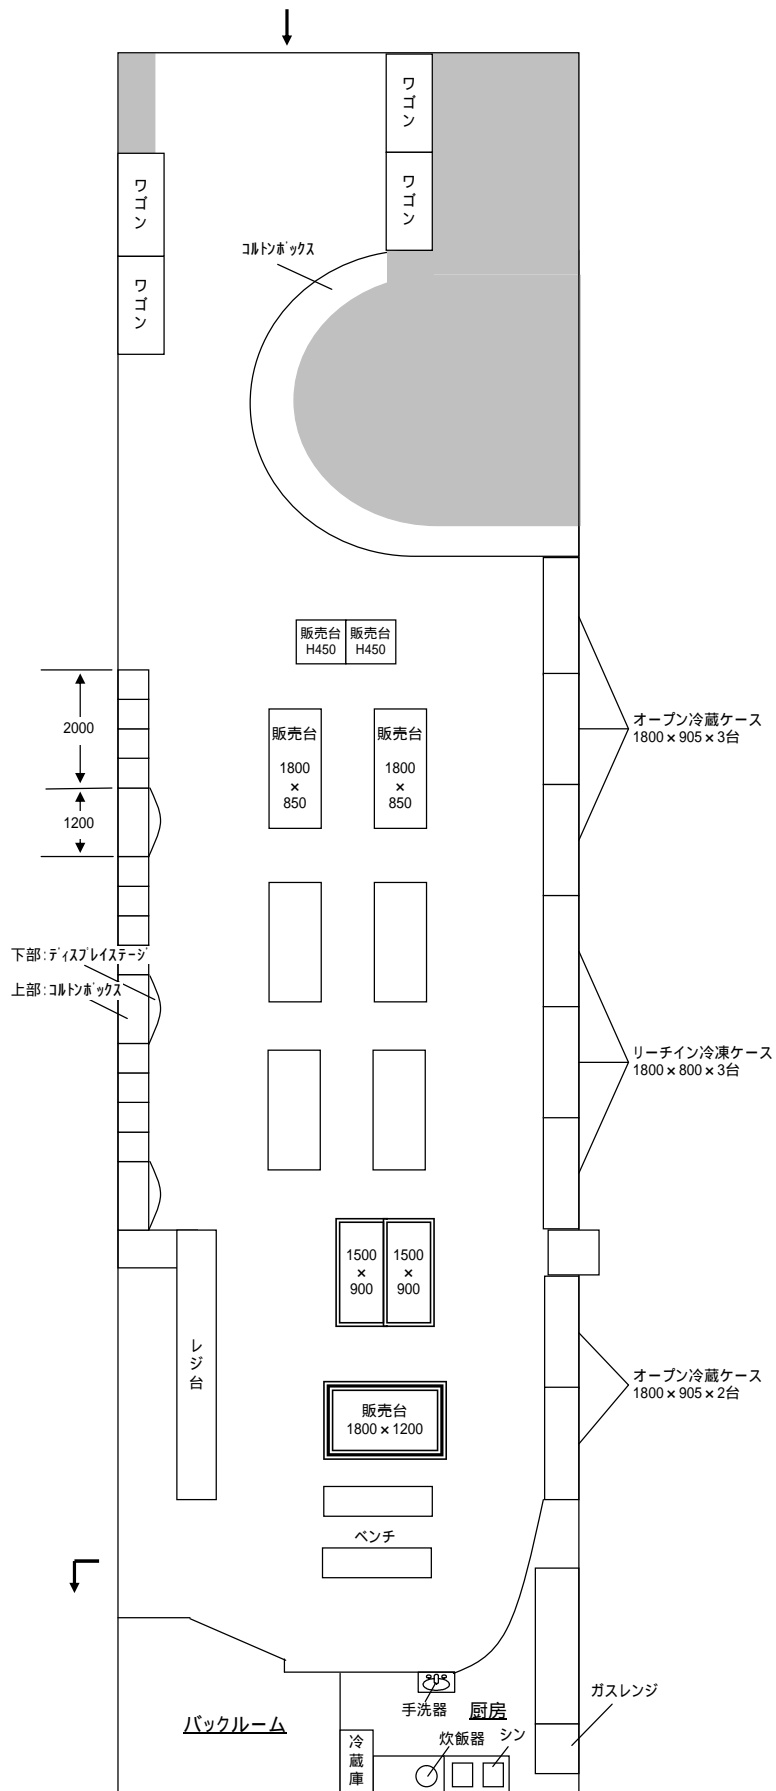 ワゴン
ワゴン
ワゴン
ワゴン
コルトンボックス
販売台
H450
販売台
H450
2000
販売台
1800
×
850
販売台
1800
×
850
オープン冷蔵ケース
1800×905×3台
1200
下部:ディスプレイステージ
上部:コルトンボックス
リーチイン冷凍ケース
1800×800×3台
1500
×
900
1500
×
900
レジ台
オープン冷蔵ケース
1800×905×2台
販売台
1800×1200
ベンチ
ガスレンジ
手洗器
厨房
バックルーム
冷蔵庫
炊飯器
シン